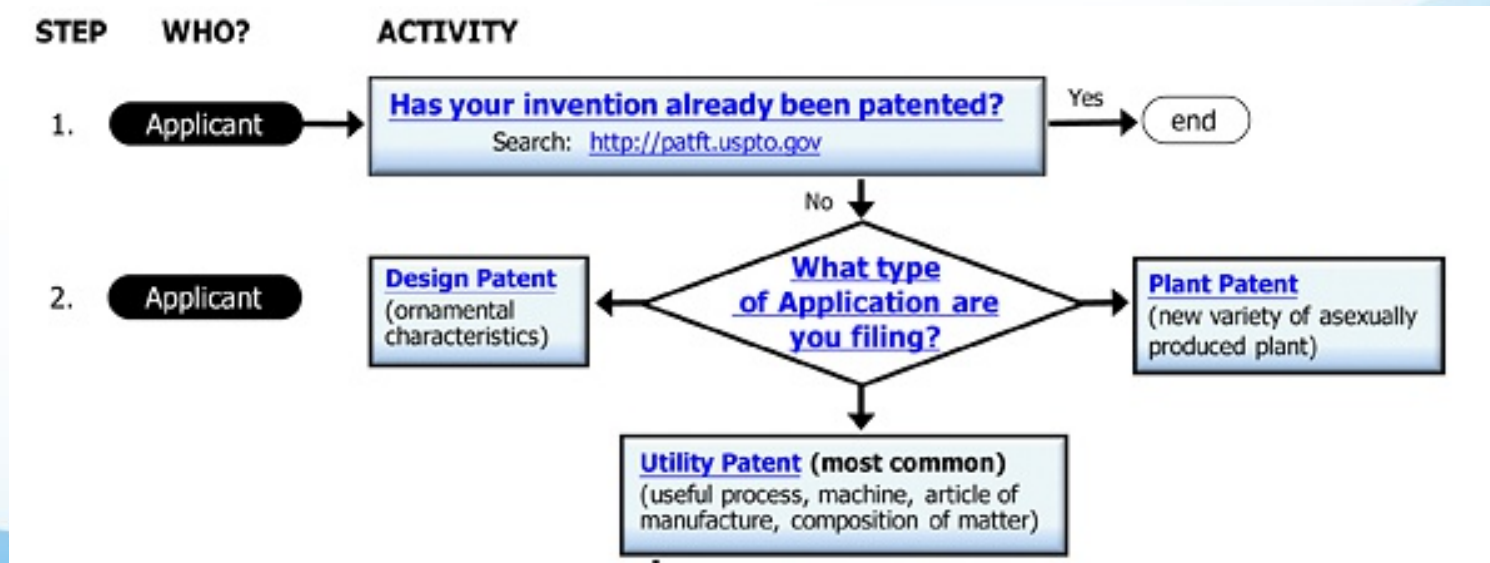 STEP WHO? ACTIVITY
1. Applicant
Has your invention already been patented?
Search: http://patft.uspto.gov
Yes
end
No
2. Applicant
Design Patent
(ornamental
characteristics)
What type
of Application are
you filing?
Plant Patent
(new variety of asexually
produced plant)
Utility Patent (most common)
(useful process, machine, article of
manufacture, composition of matter)